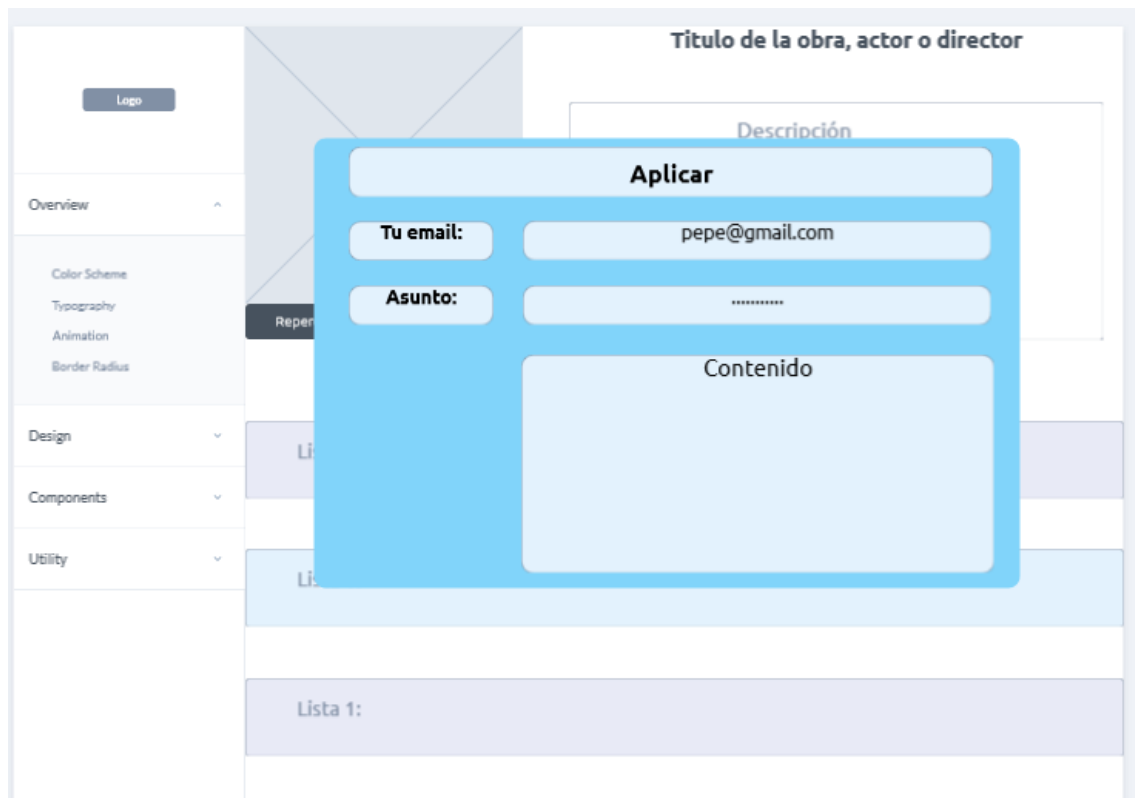 Logo
Overview
Color Scheme
Typography
Animation
Border Radius
Design
Components
Utility
Titulo de la obra, actor o director
Descripción
Aplicar
Tu email:
pepe@gmail.com
Asunto:
...........
Contenido
Lista 1: